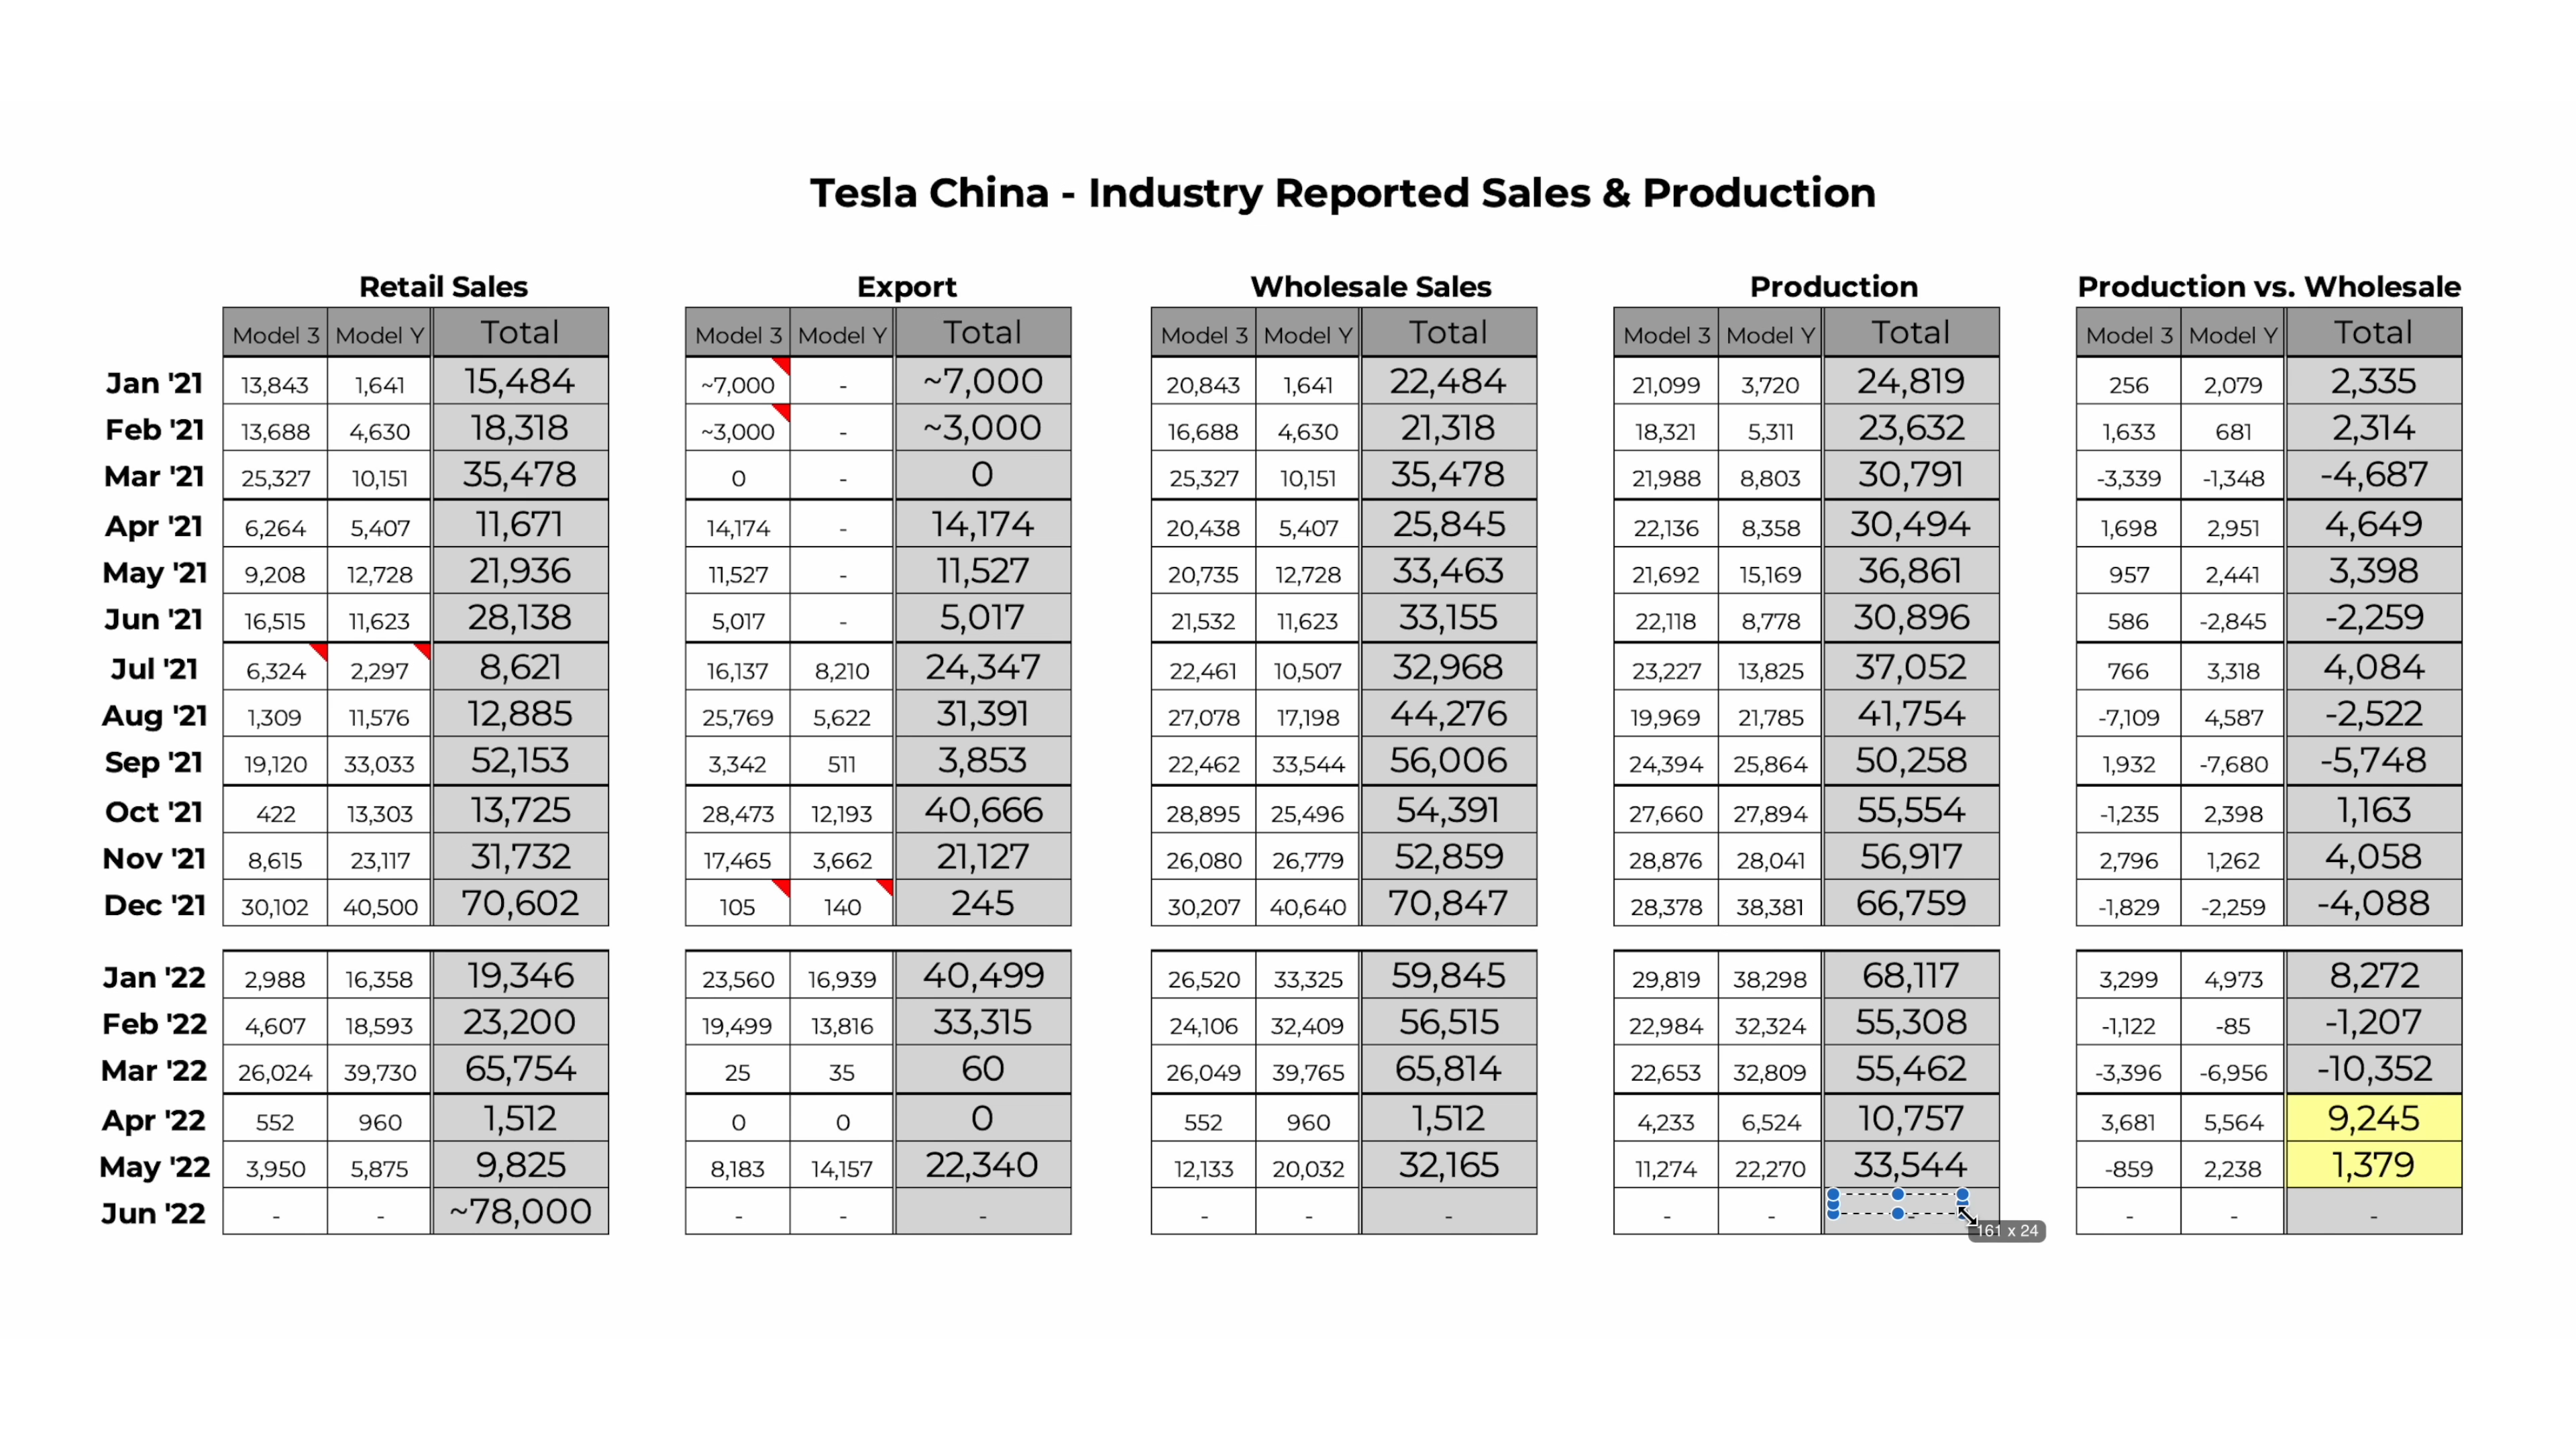 Tesla China - Industry Reported Sales & Production
Retail Sales Export Wholesale Sales Production Production vs. Wholesale
Model 3 Model Y Total Model 3 Model Y Total Model 3 Model Y Total Model 3 Model Y Total Model 3 Model Y Total
Jan '21 13,843 1,641 15,484 ~7,000 - ~7,000 20,843 1,641 22,484 21,099 3,720 24,819 256 2,079 2,335
Feb '21 13,688 4,630 18,318 ~3,000 - ~3,000 16,688 4,630 21,318 18,321 5,311 23,632 1,633 681 2,314
Mar '21 25,327 10,151 35,478 0 - 0 25,327 10,151 35,478 21,988 8,803 30,791 -3,339 -1,348 -4,687
Apr '21 6,264 5,407 11,671 14,174 - 14,174 20,438 5,407 25,845 22,136 8,358 30,494 1,698 2,951 4,649
May '21 9,208 12,728 21,936 11,527 - 11,527 20,735 12,728 33,463 21,692 15,169 36,861 957 2,441 3,398
Jun '21 16,515 11,623 28,138 5,017 - 5,017 21,532 11,623 33,155 22,118 8,778 30,896 586 -2,845 -2,259
Jul '21 6,324 2,297 8,621 16,137 8,210 24,347 22,461 10,507 32,968 23,227 13,825 37,052 766 3,318 4,084
Aug '21 1,309 11,576 12,885 25,769 5,622 31,391 27,078 17,198 44,276 19,969 21,785 41,754 -7,109 4,587 -2,522
Sep '21 19,120 33,033 52,153 3,342 511 3,853 22,462 33,544 56,006 24,394 25,864 50,258 1,932 -7,680 -5,748
Oct '21 422 13,303 13,725 28,473 12,193 40,666 28,895 25,496 54,391 27,660 27,894 55,554 -1,235 2,398 1,163
Nov '21 8,615 23,117 31,732 17,465 3,662 21,127 26,080 26,779 52,859 28,876 28,041 56,917 2,796 1,262 4,058
Dec '21 30,102 40,500 70,602 105 140 245 30,207 40,640 70,847 28,378 38,381 66,759 -1,829 -2,259 -4,088
Jan '22 2,988 16,358 19,346 23,560 16,939 40,499 26,520 33,325 59,845 29,819 38,298 68,117 3,299 4,973 8,272
Feb '22 4,607 18,593 23,200 19,499 13,816 33,315 24,106 32,409 56,515 22,984 32,324 55,308 -1,122 -85 -1,207
Mar '22 26,024 39,730 65,754 25 35 60 26,049 39,765 65,814 22,653 32,809 55,462 -3,396 -6,956 -10,352
Apr '22 552 960 1,512 0 0 0 552 960 1,512 4,233 6,524 10,757 3,681 5,564 9,245
May '22 3,950 5,875 9,825 8,183 14,157 22,340 12,133 20,032 32,165 11,274 22,270 33,544 -859 2,238 1,379
Jun '22 - - ~78,000 - - - - - - - - - - - -
161 x 24